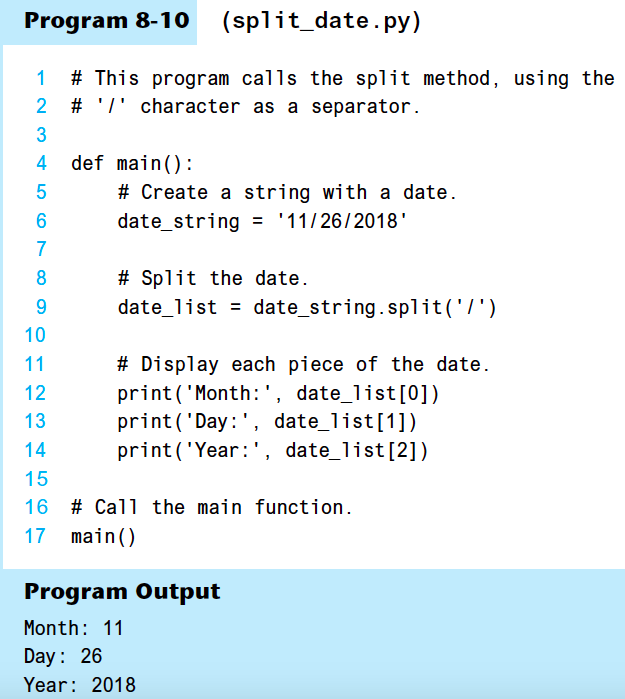 Program 8-10 (split_date.py)
1 # This program calls the split method, using the
2 # '/' character as a separator.
3
4 def main():
5     # Create a string with a date.
6     date_string = '11/26/2018'
7
8     # Split the date.
9     date_list = date_string.split('/')
10
11     # Display each piece of the date.
12     print('Month:', date_list[0])
13     print('Day:', date_list[1])
14     print('Year:', date_list[2])
15
16 # Call the main function.
17 main()
Program Output
Month: 11
Day: 26
Year: 2018